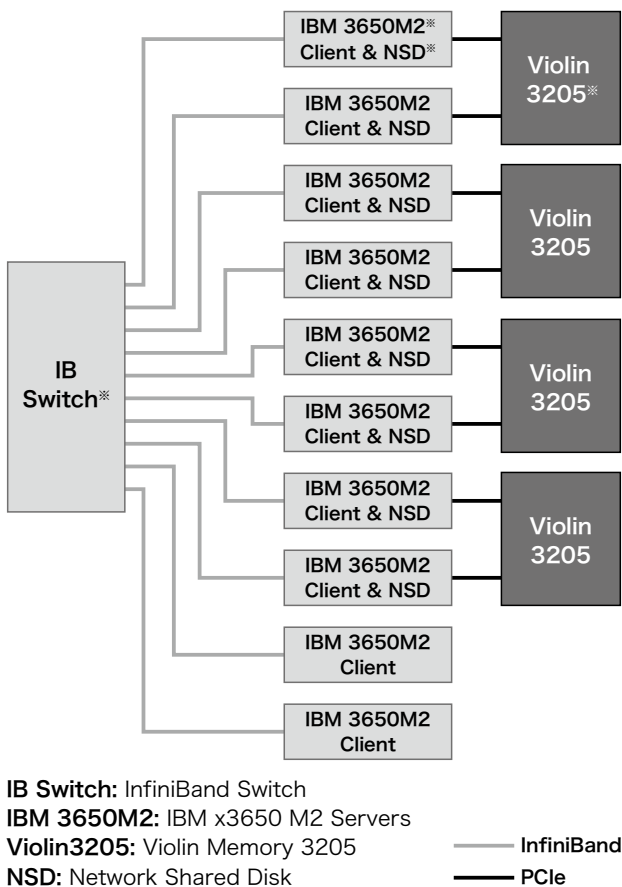 IBM 3650M2※
Client & NSD※
Violin
3205※
IBM 3650M2
Client & NSD
IBM 3650M2
Client & NSD
Violin
3205
IBM 3650M2
Client & NSD
IB
Switch※
IBM 3650M2
Client & NSD
Violin
3205
IBM 3650M2
Client & NSD
IBM 3650M2
Client & NSD
Violin
3205
IBM 3650M2
Client & NSD
IBM 3650M2
Client
IBM 3650M2
Client
IB Switch: InfiniBand Switch
IBM 3650M2: IBM x3650 M2 Servers
Violin3205: Violin Memory 3205
NSD: Network Shared Disk
InfiniBand
PCIe